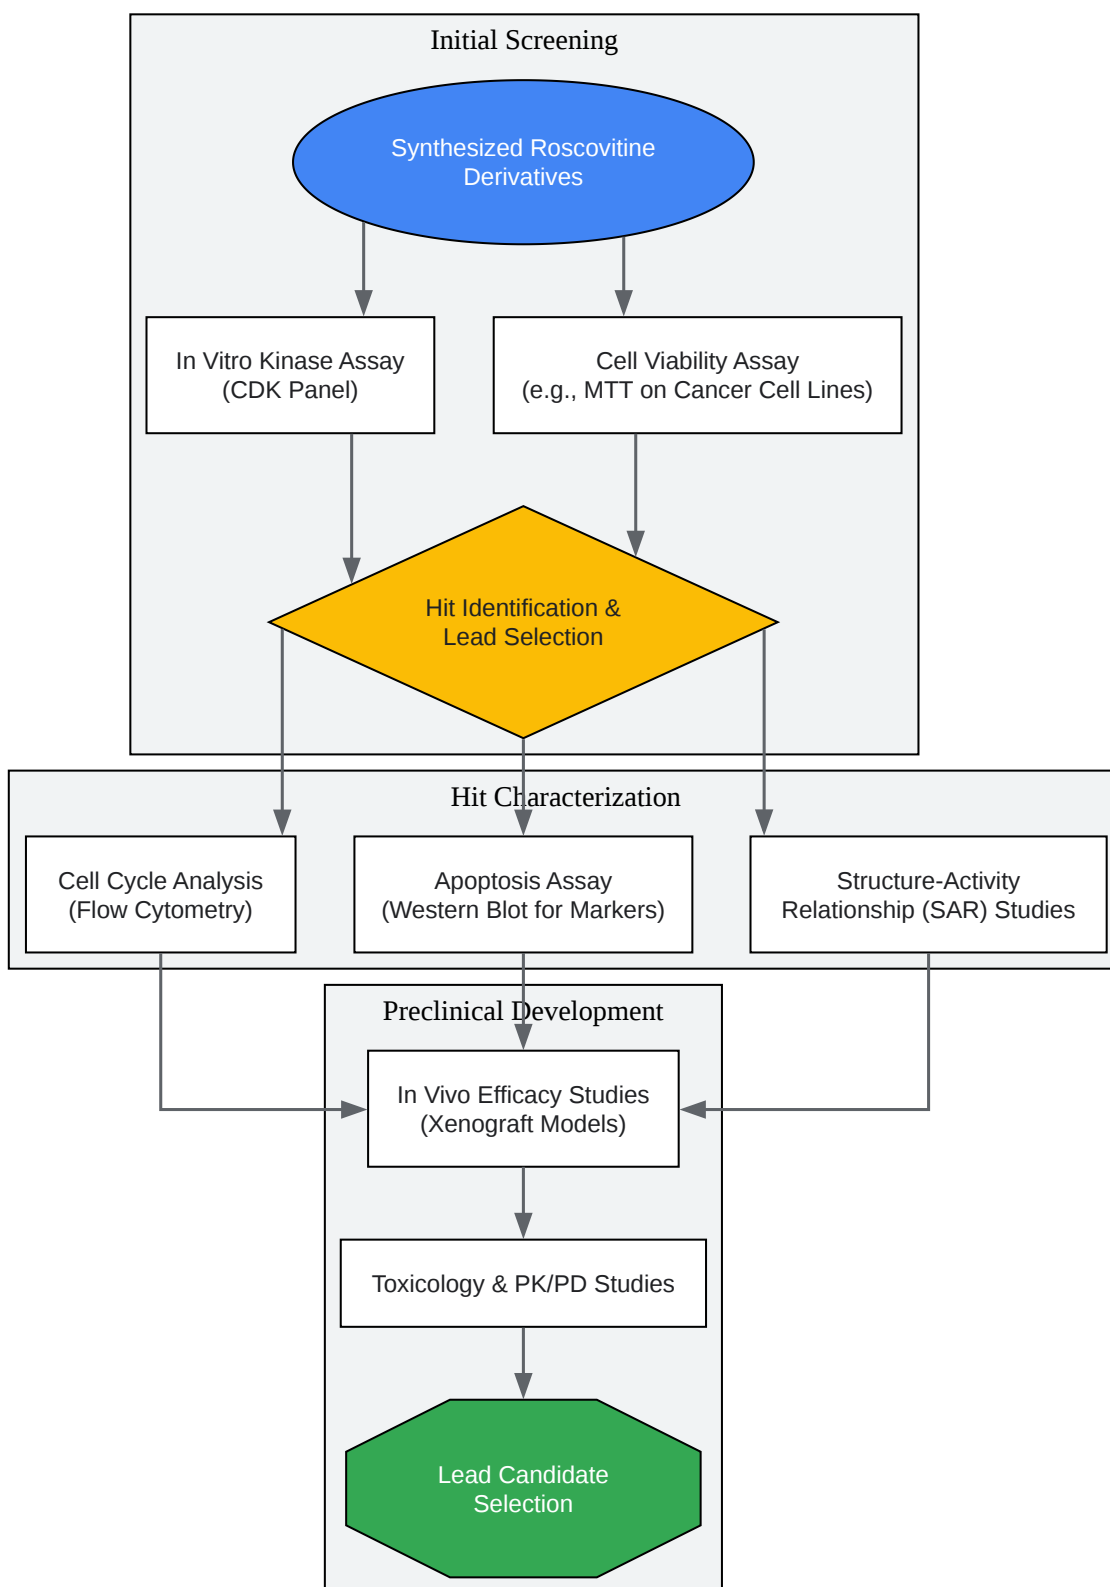 Initial Screening
Synthesized Roscovitine
Derivatives
In Vitro Kinase Assay
(CDK Panel)
Cell Viability Assay
(e.g., MTT on Cancer Cell Lines)
Hit Identification &
Lead Selection
Hit Characterization
Cell Cycle Analysis
(Flow Cytometry)
Apoptosis Assay
(Western Blot for Markers)
Structure-Activity
Relationship (SAR) Studies
Preclinical Development
In Vivo Efficacy Studies
(Xenograft Models)
Toxicology & PK/PD Studies
Lead Candidate
Selection